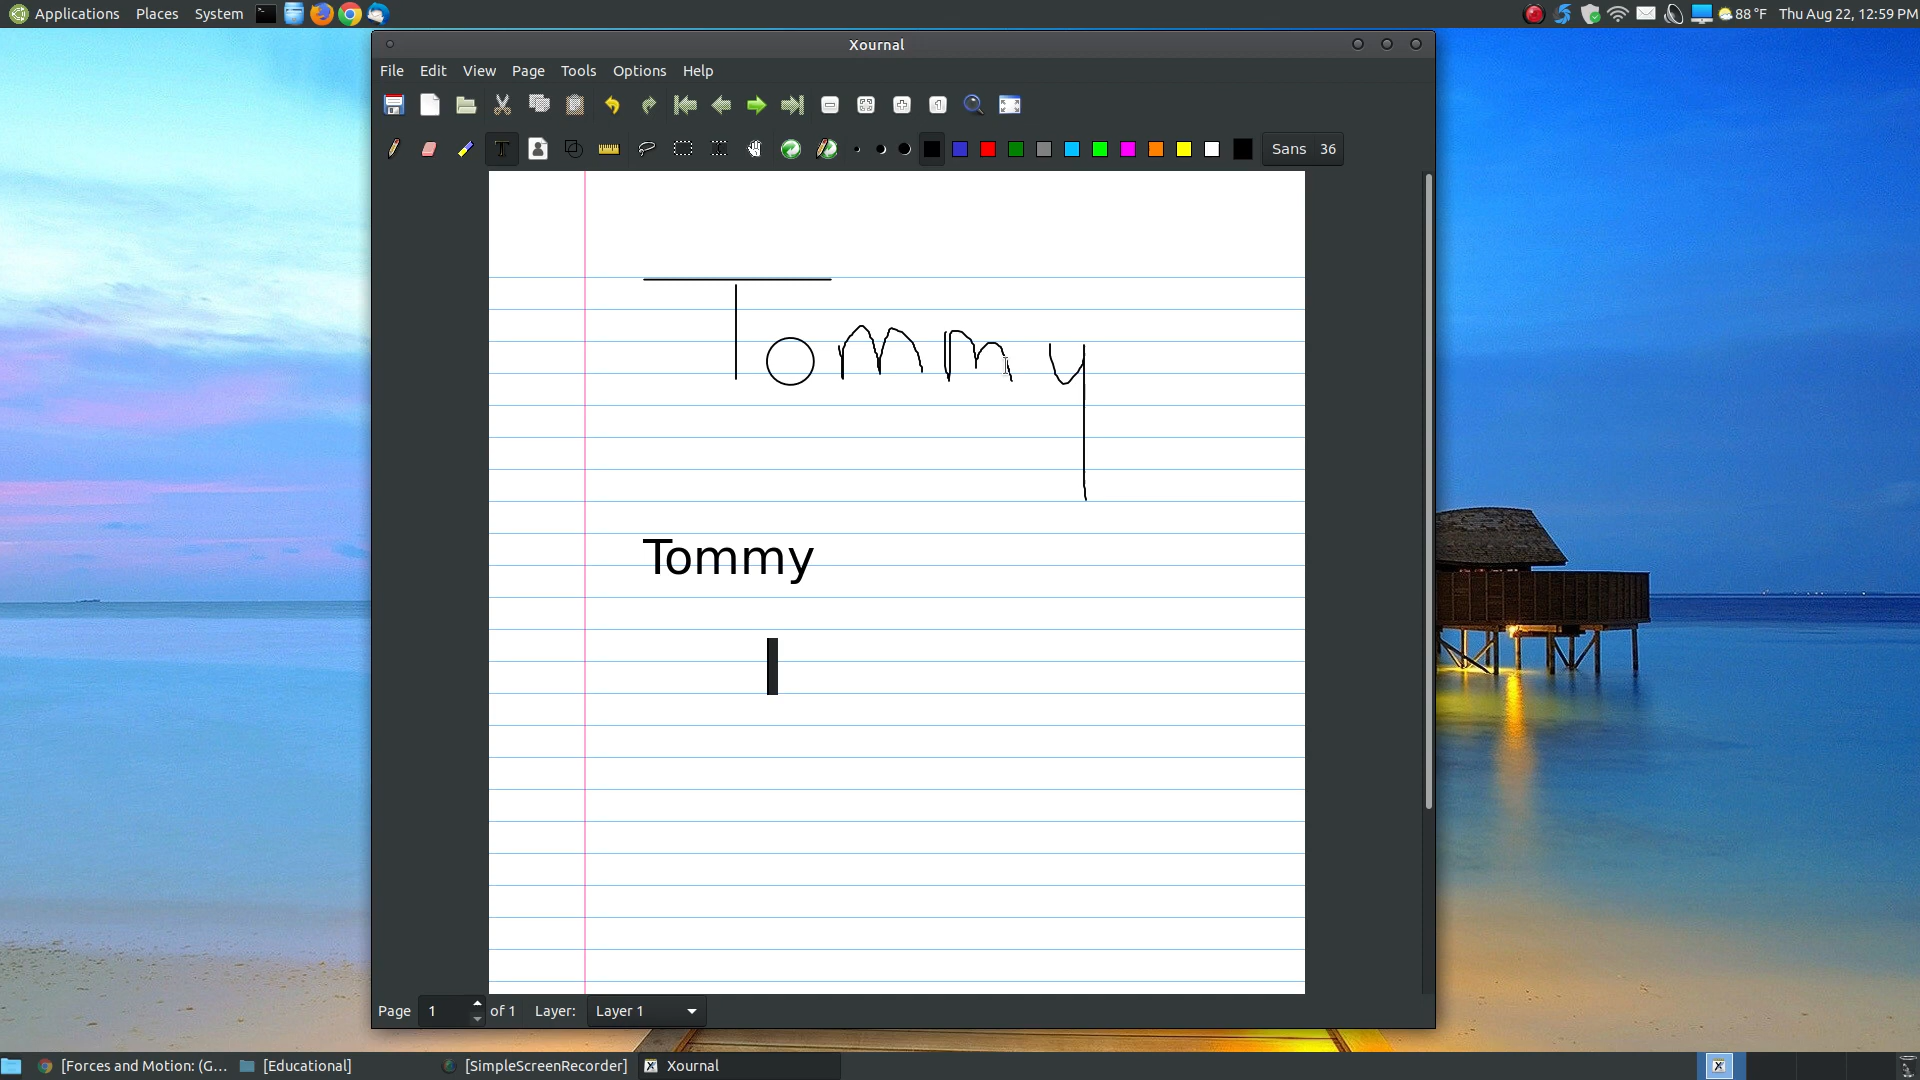 Applications Places System 88 °F Thu Aug 22, 12:59 PM
Xournal
File Edit View Page Tools Options Help
Sans 36
Tommy
Tommy
Page 1 of 1 Layer: Layer 1
[Forces and Motion: (G... [Educational] [SimpleScreenRecorder] Xournal